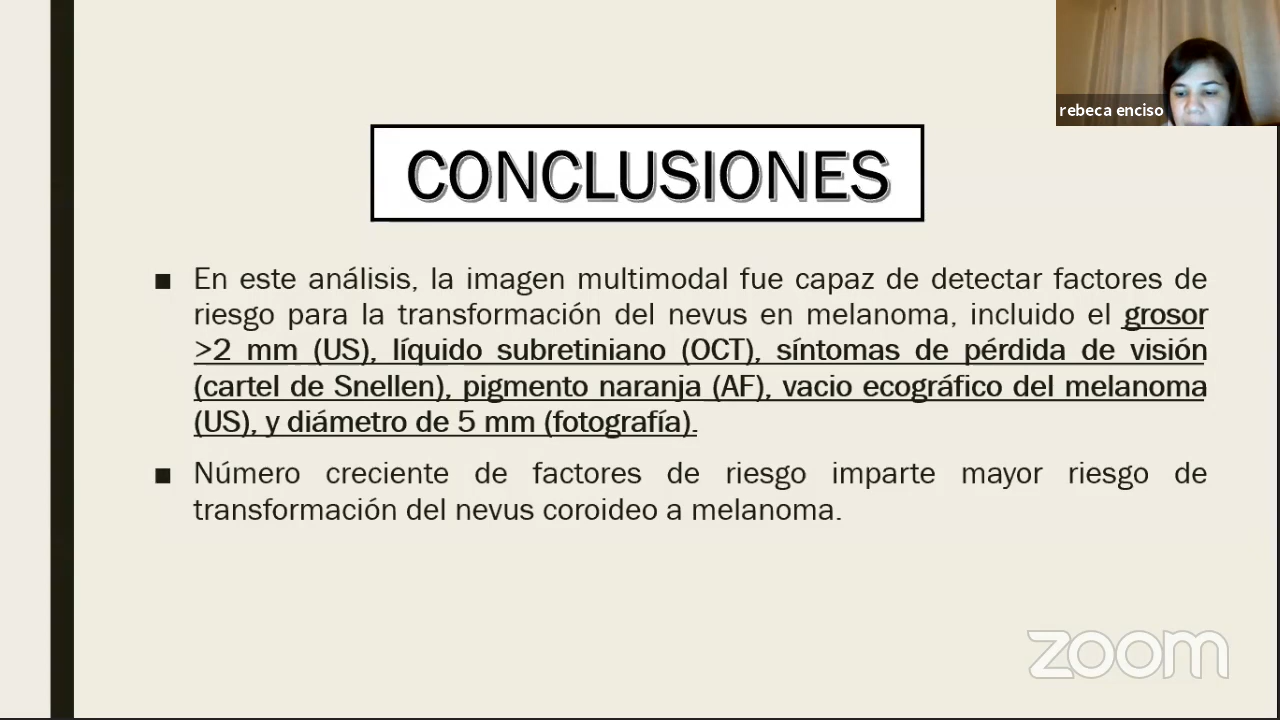 rebeca enciso
CONCLUSIONES
■ En este análisis, la imagen multimodal fue capaz de detectar factores de
riesgo para la transformación del nevus en melanoma, incluido el grosor
>2 mm (US), líquido subretiniano (OCT), síntomas de pérdida de visión
(cartel de Snellen), pigmento naranja (AF), vacio ecográfico del melanoma
(US), y diámetro de 5 mm (fotografía).
■ Número creciente de factores de riesgo imparte mayor riesgo de
transformación del nevus coroideo a melanoma.
zoom